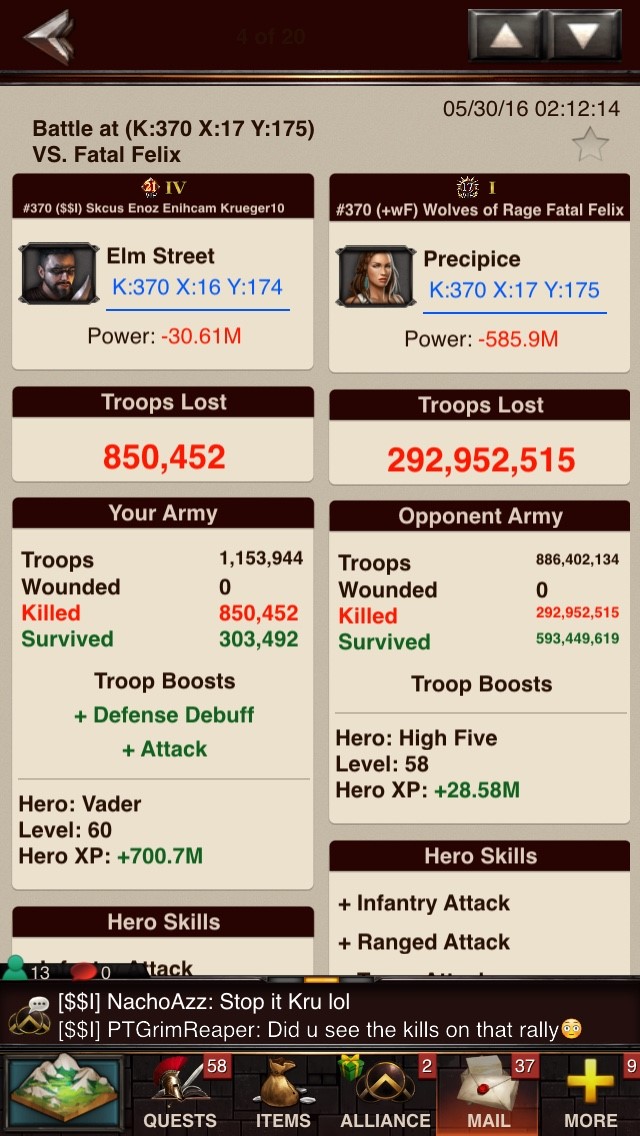 4 of 20
05/30/16 02:12:14
Battle at (K:370 X:17 Y:175)
VS. Fatal Felix
21 IV
#370 ($$I) Skcus Enoz Enihcam Krueger10
Elm Street
K:370 X:16 Y:174
Power: -30.61M
17 I
#370 (+wF) Wolves of Rage Fatal Felix
Precipice
K:370 X:17 Y:175
Power: -585.9M
Troops Lost
850,452
Troops Lost
292,952,515
Your Army
Troops 1,153,944
Wounded 0
Killed 850,452
Survived 303,492
Troop Boosts
+ Defense Debuff
+ Attack
Hero: Vader
Level: 60
Hero XP: +700.7M
Hero Skills
Opponent Army
Troops 886,402,134
Wounded 0
Killed 292,952,515
Survived 593,449,619
Troop Boosts
Hero: High Five
Level: 58
Hero XP: +28.58M
Hero Skills
+ Infantry Attack
+ Ranged Attack
13 0
[$$I] NachoAzz: Stop it Kru lol
[$$I] PTGrimReaper: Did u see the kills on that rally😳
58 2 37 9
QUESTS ITEMS ALLIANCE MAIL MORE